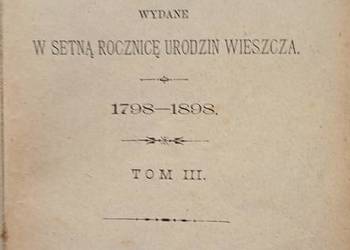 WYDANE
W SETNĄ ROCZNICĘ URODZIN WIESZCZA.
1798—1898.
TOM III.